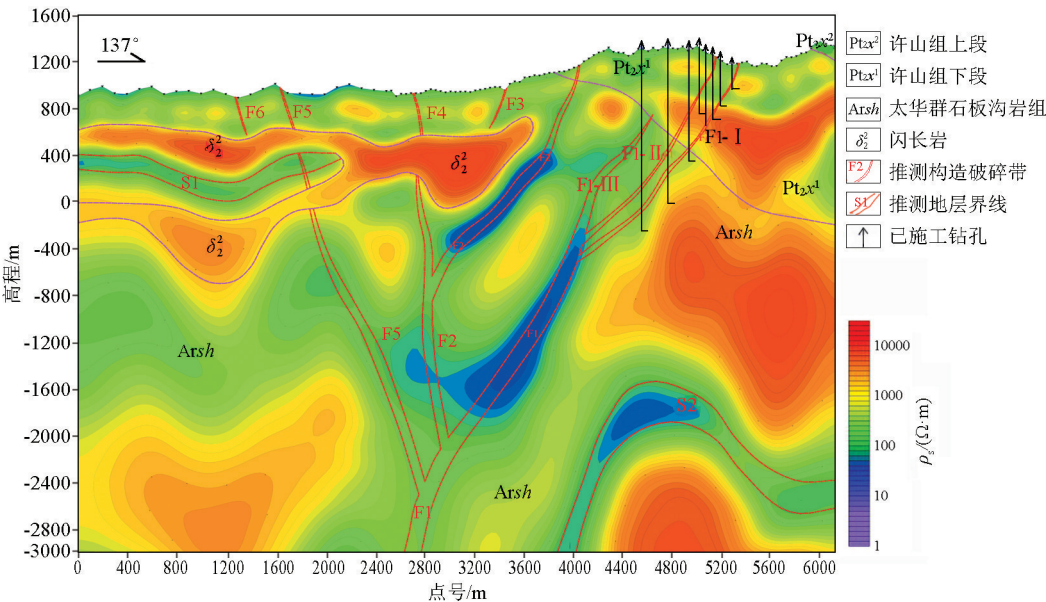 1600
1200
800
400
0
-400
-800
-1200
-1600
-2000
-2400
-2800
-3000
高程/m
137°
F6
F5
F4
F3
Pt₂x¹
Pt₂x²
F1-Ⅰ
F1-Ⅱ
F1-Ⅲ
δ₂²
δ₂²
S1
δ₂²
Pt₂x¹
Arsh
F5
F2
F1
Arsh
S2
Arsh
F1
0 400 800 1200 1600 2000 2400 2800 3200 3600 4000 4400 4800 5200 5600 6000
点号/m
Pt₂x² 许山组上段
Pt₂x¹ 许山组下段
Arsh 太华群石板沟岩组
δ₂² 闪长岩
F2 推测构造破碎带
S1 推测地层界线
已施工钻孔
10000
1000
100
10
1
ρₛ/(Ω·m)